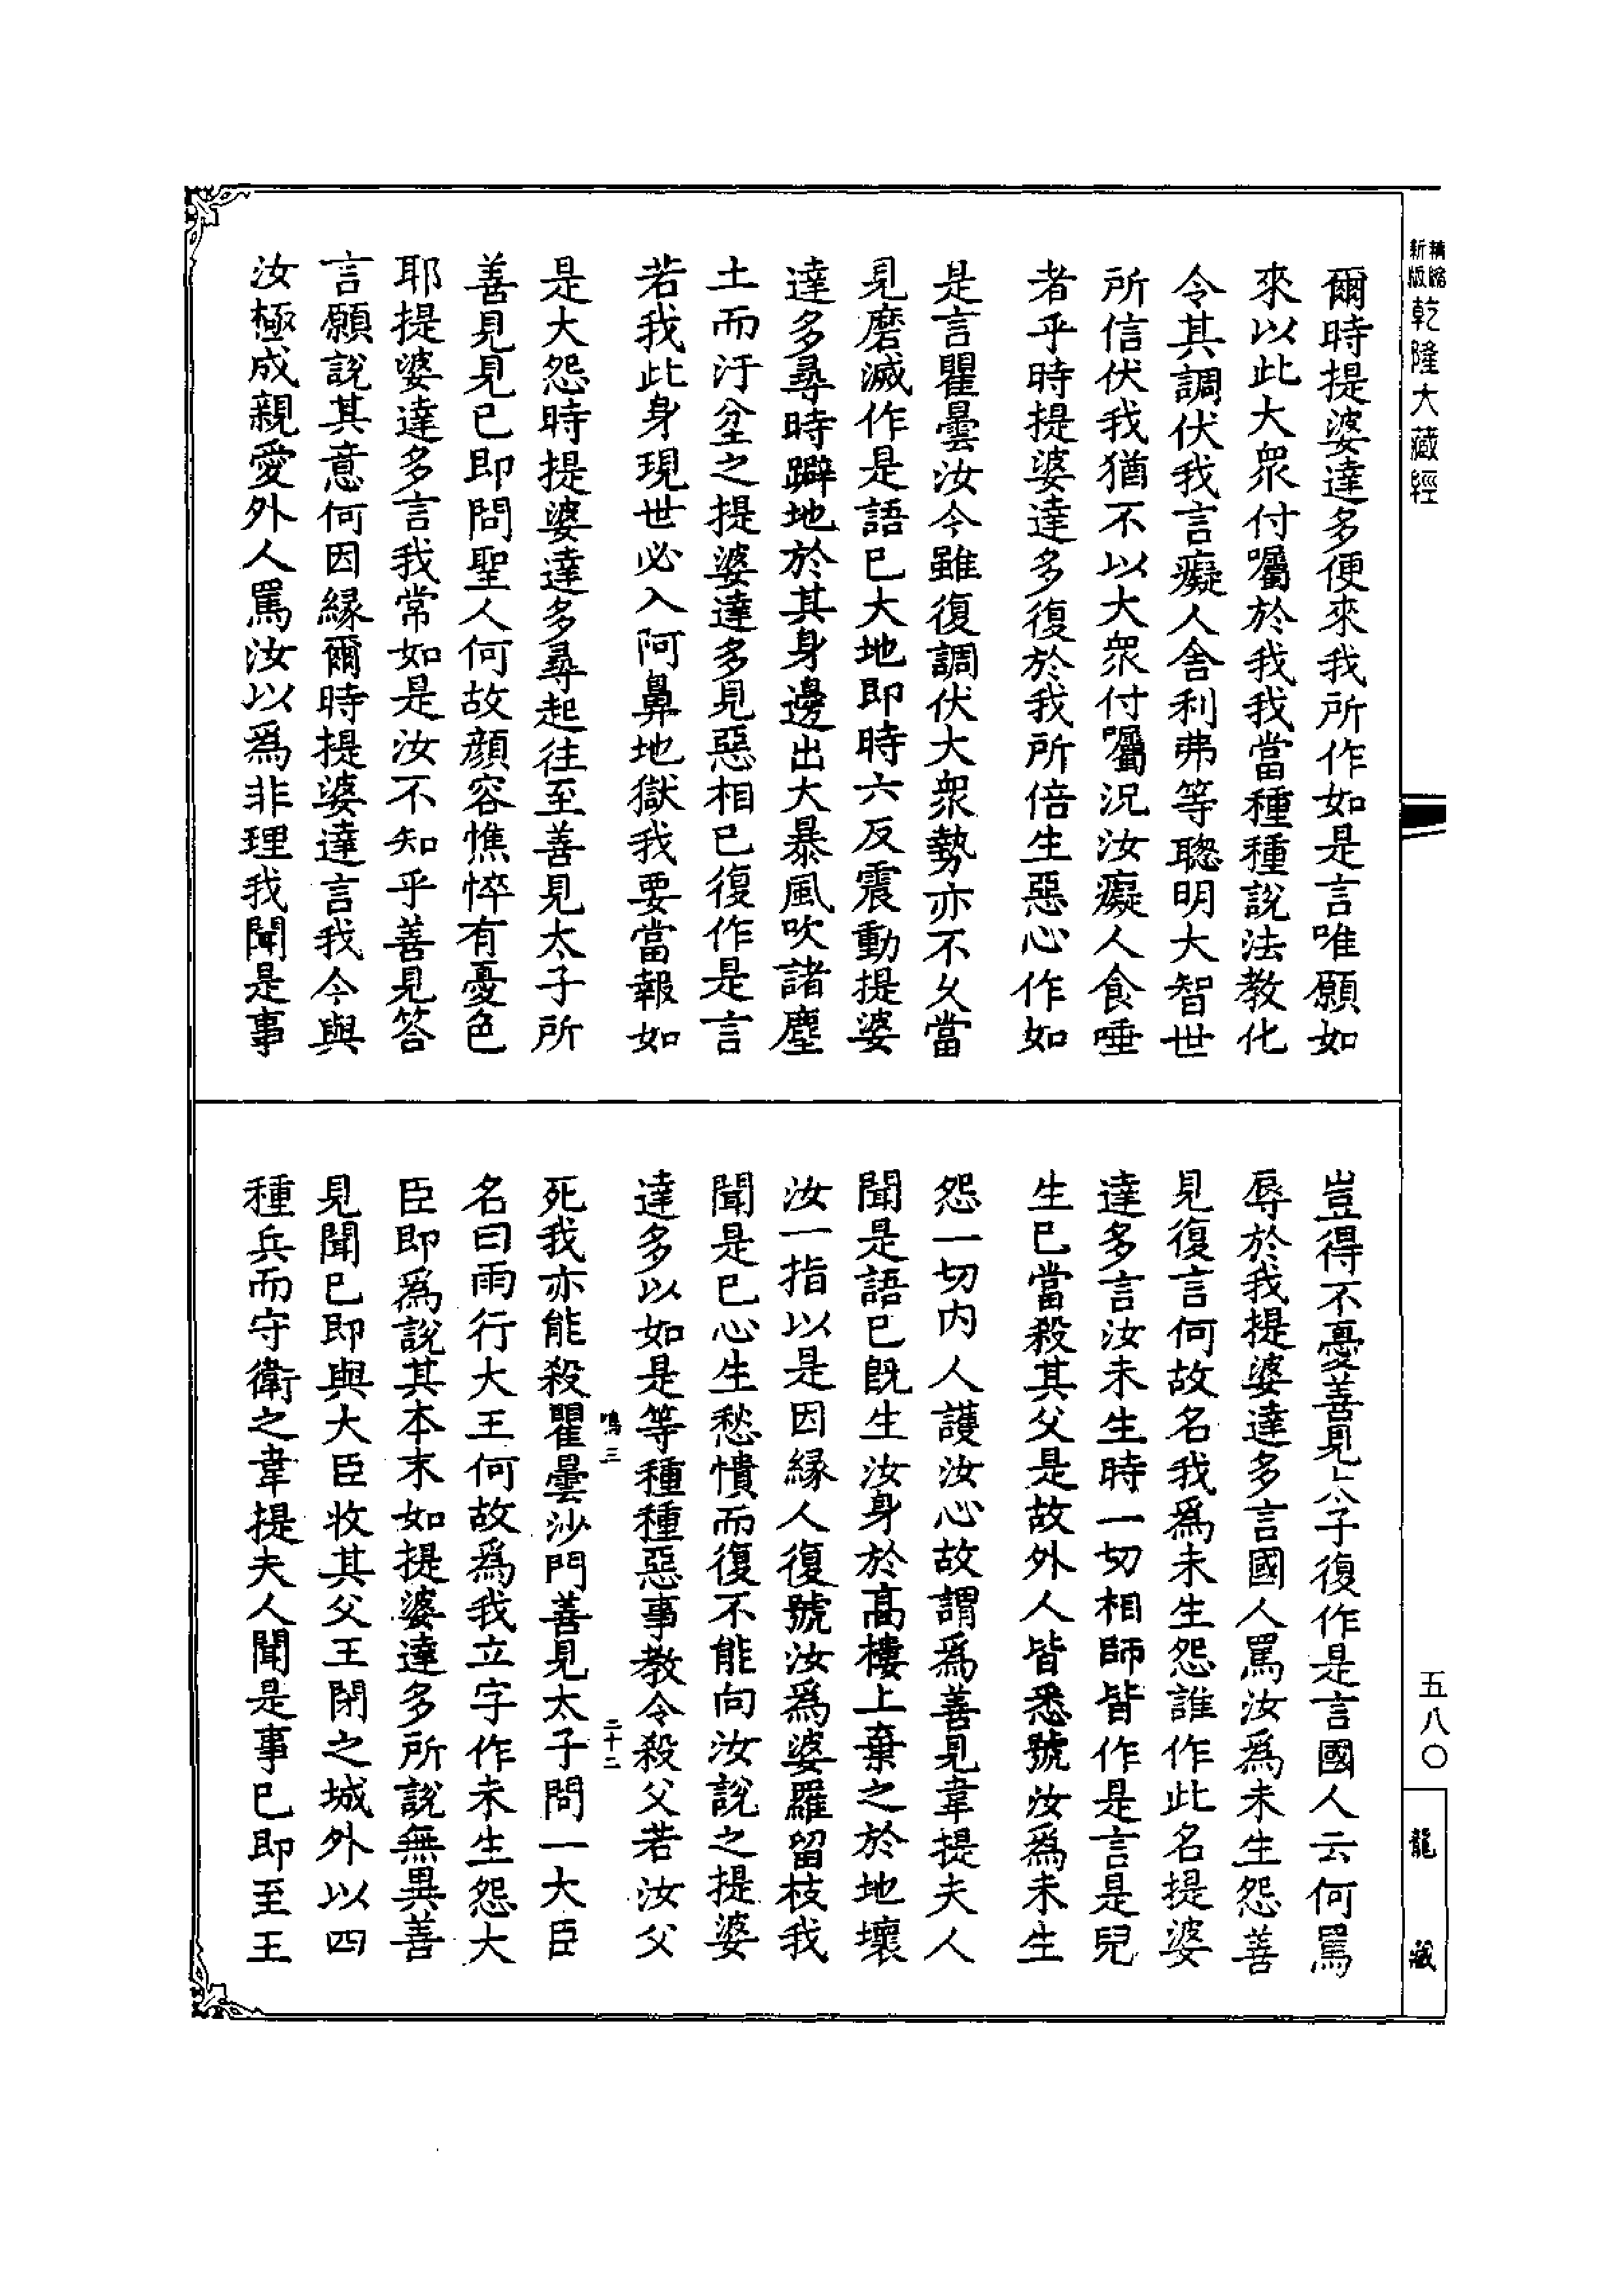 精縮新版
乾隆大藏經
五八〇
龍藏
爾時提婆達多便來我所作如是言唯願如
來以此大衆付囑於我我當種種說法教化
令其調伏我言癡人舍利弗等聰明大智世
所信伏我猶不以大衆付囑況汝癡人食唾
者乎時提婆達多復於我所倍生惡心作如
是言瞿曇汝今雖復調伏大衆勢亦不久當
見磨滅作是語已大地即時六反震動提婆
達多尋時躃地於其身邊出大暴風吹諸塵
土而汙坌之提婆達多見惡相已復作是言
若我此身現世必入阿鼻地獄我要當報如
是大怨時提婆達多尋起往至善見太子所
善見見已即問聖人何故顏容憔悴有憂色
耶提婆達多言我常如是汝不知乎善見答
言願說其意何因緣爾時提婆達言我今與
汝極成親愛外人罵汝以爲非理我聞是事
豈得不憂善見太子復作是言國人云何罵
辱於我提婆達多言國人罵汝爲未生怨善
見復言何故名我爲未生怨誰作此名提婆
達多言汝未生時一切相師皆作是言是兒
生已當殺其父是故外人皆悉號汝爲未生
怨一切內人護汝心故謂爲善見韋提夫人
聞是語已旣生汝身於高樓上棄之於地壞
汝一指以是因緣人復號汝爲婆羅留枝我
聞是已心生愁憒而復不能向汝說之提婆
達多以如是等種種惡事教令殺父若汝父
鳴三
二十二
死我亦能殺瞿曇沙門善見太子問一大臣
名曰雨行大王何故爲我立字作未生怨大
臣即爲說其本末如提婆達多所說無異善
見聞已即與大臣收其父王閉之城外以四
種兵而守衛之韋提夫人聞是事已即至王